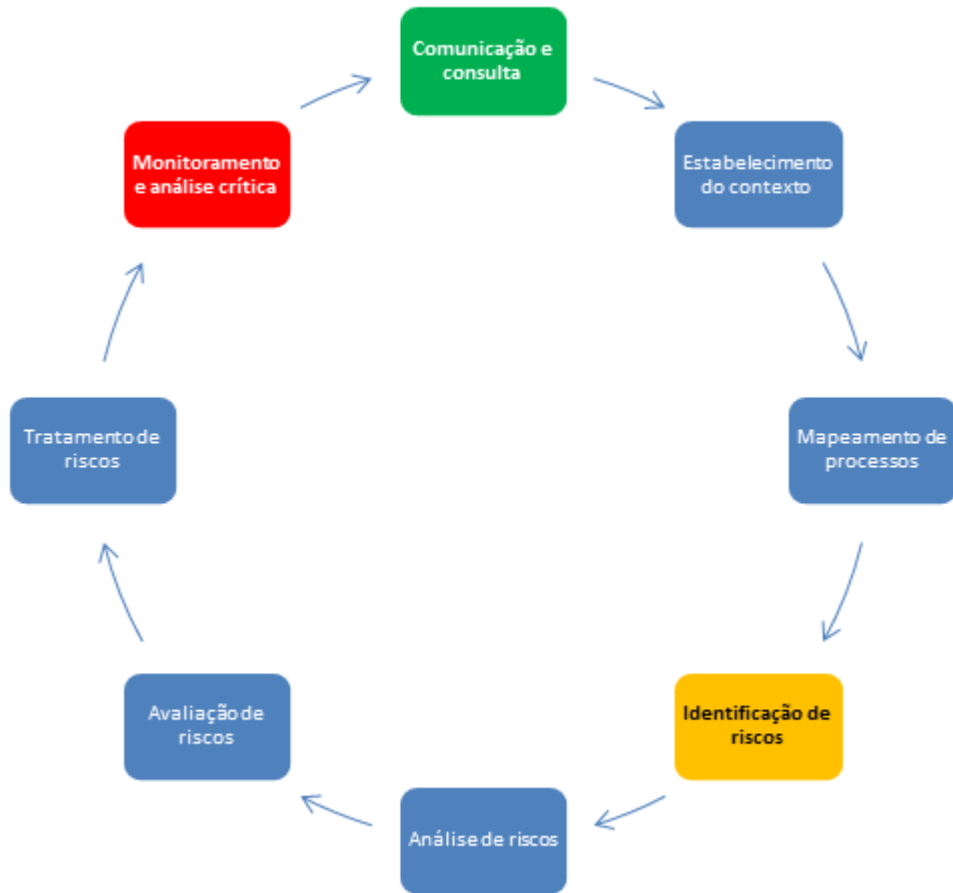 Comunicação e
consulta
Estabelecimento
do contexto
Mapeamento de
processos
Identificação de
riscos
Análise de riscos
Avaliação de
riscos
Tratamento de
riscos
Monitoramento
e análise crítica